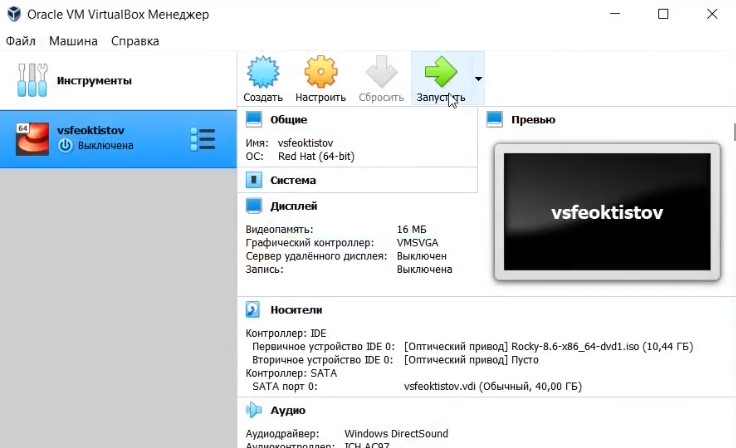 Oracle VM VirtualBox Менеджер
Файл Машина Справка
Инструменты
Создать Настроить Сбросить Запустить
64 vsfeoktistov
Выключена
Общие
Имя: vsfeoktistov
ОС: Red Hat (64-bit)
Превью
vsfeoktistov
Система
Дисплей
Видеопамять: 16 МБ
Графический контроллер: VMSVGA
Сервер удалённого дисплея: Выключен
Запись: Выключена
Носители
Контроллер: IDE
Первичное устройство IDE 0: [Оптический привод] Rocky-8.6-x86_64-dvd1.iso (10,44 ГБ)
Вторичное устройство IDE 0: [Оптический привод] Пусто
Контроллер: SATA
SATA порт 0: vsfeoktistov.vdi (Обычный, 40,00 ГБ)
Аудио
Аудиодрайвер: Windows DirectSound
Аудиоконтроллер: ICH AC97